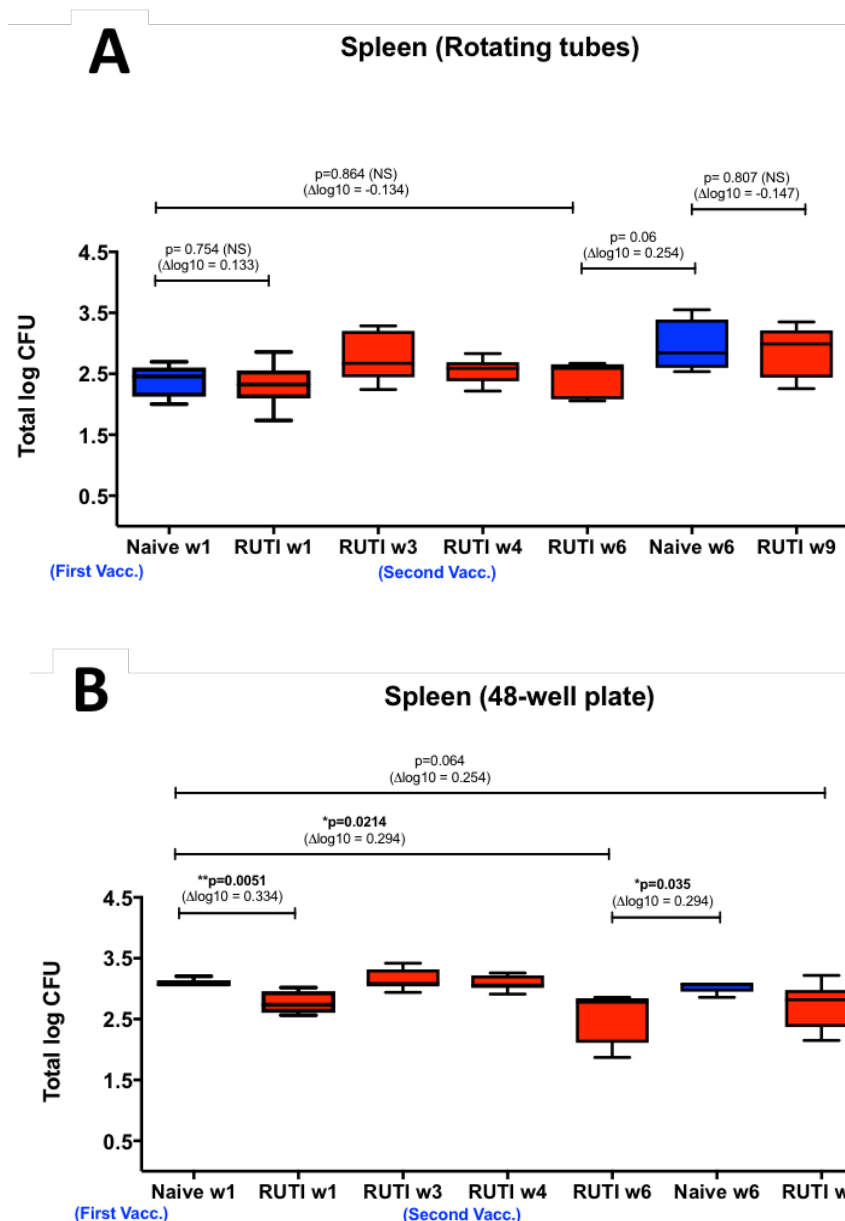 A
Spleen (Rotating tubes)
p=0.864 (NS)
(Δlog10 = -0.134)
p= 0.807 (NS)
(Δlog10 = -0.147)
p= 0.754 (NS)
(Δlog10 = 0.133)
p= 0.06
(Δlog10 = 0.254)
Total log CFU
4.5
3.5
2.5
1.5
0.5
Naive w1 RUTI w1 RUTI w3 RUTI w4 RUTI w6 Naive w6 RUTI w9
(First Vacc.) (Second Vacc.)
B
Spleen (48-well plate)
p=0.064
(Δlog10 = 0.254)
*p=0.0214
(Δlog10 = 0.294)
**p=0.0051
(Δlog10 = 0.334)
*p=0.035
(Δlog10 = 0.294)
Total log CFU
4.5
3.5
2.5
1.5
0.5
Naive w1 RUTI w1 RUTI w3 RUTI w4 RUTI w6 Naive w6 RUTI w
(First Vacc.) (Second Vacc.)